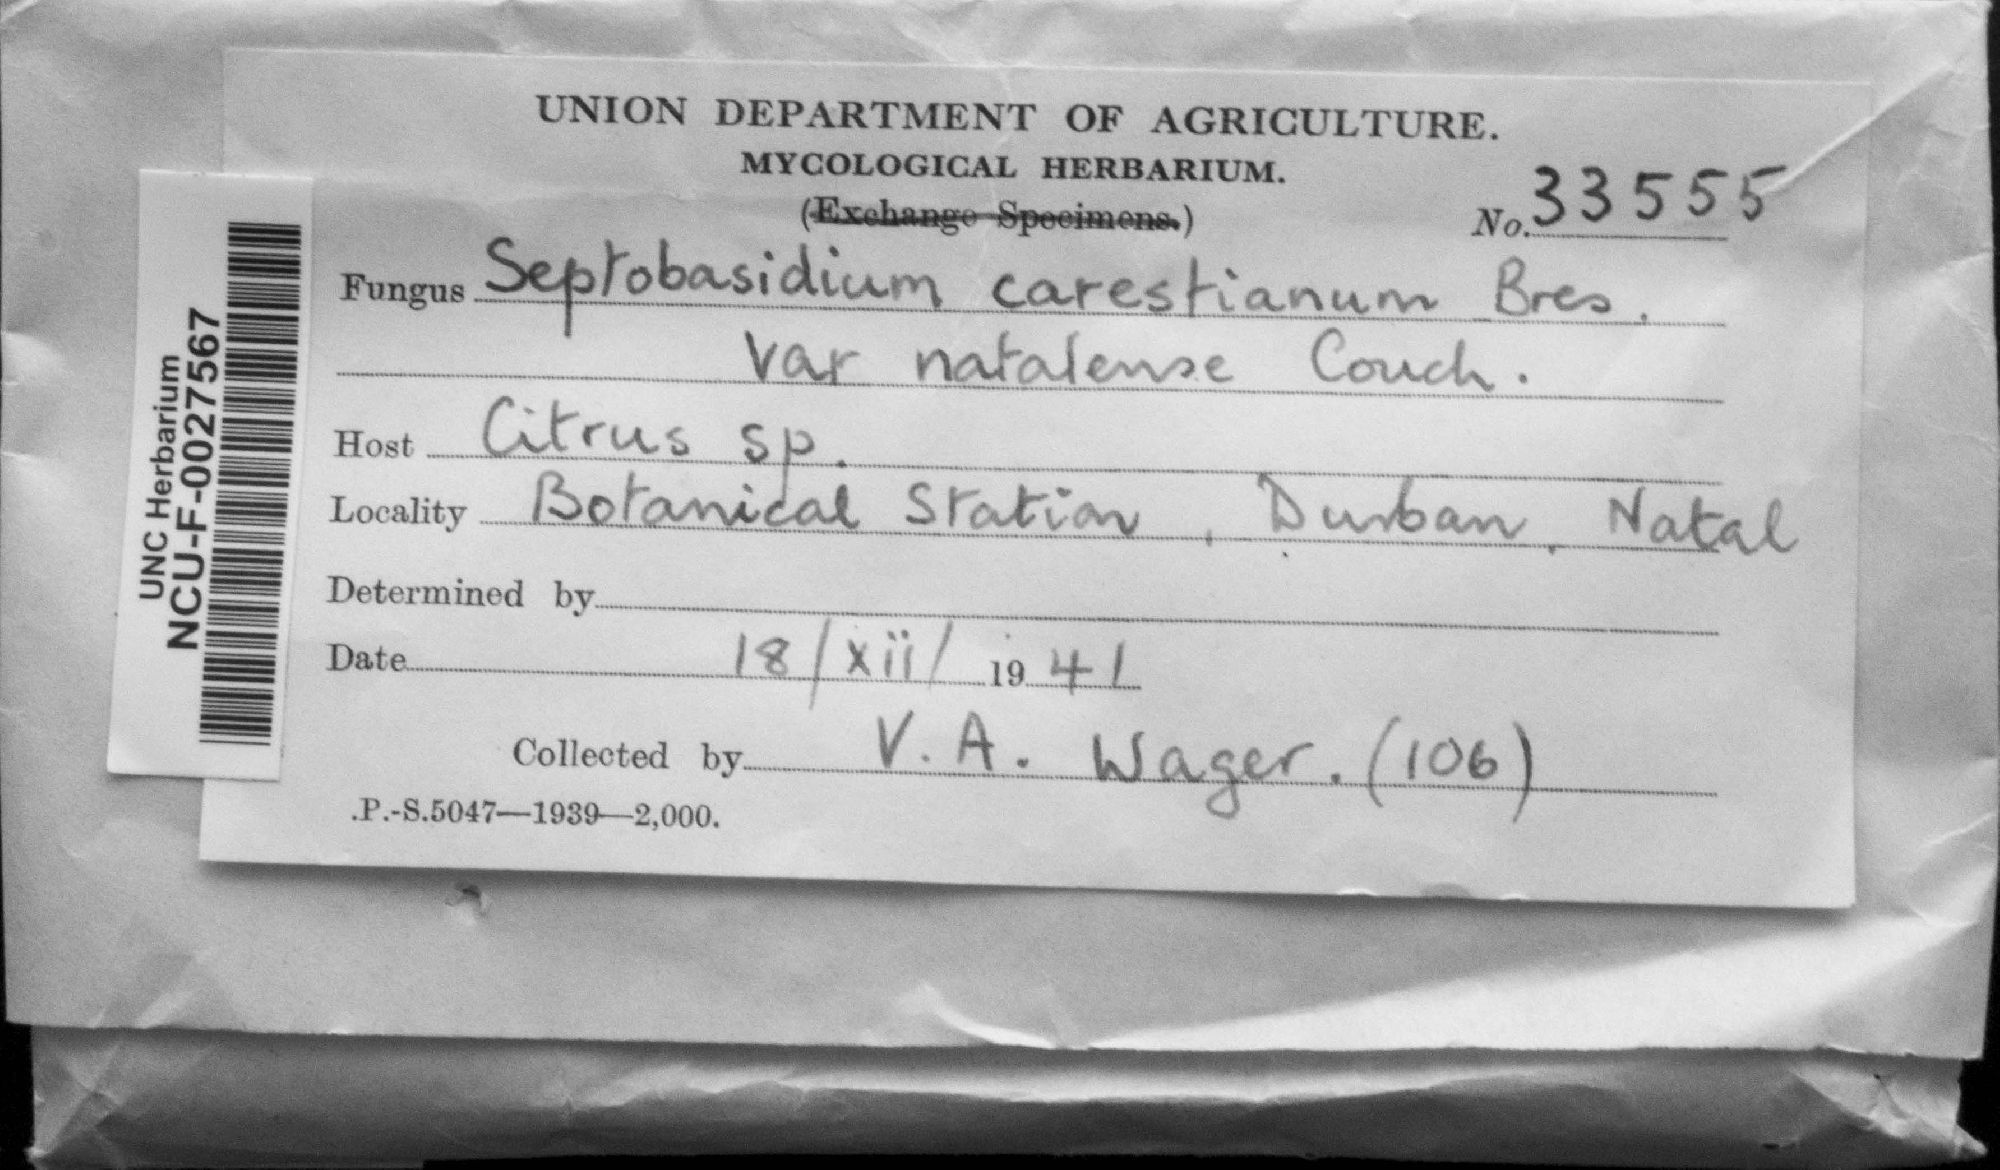 UNION DEPARTMENT OF AGRICULTURE.
MYCOLOGICAL HERBARIUM.
(Exchange Specimens.)
No. 33555
Fungus Septobasidium carestianum Bres.
var natalense Couch.
Host Citrus sp.
Locality Botanical Station, Durban, Natal
Determined by
Date 18/xii/ 1941
Collected by V. A. Wager. (106)
.P.-S.5047—1939—2,000.
UNC Herbarium
NCU-F-0027567